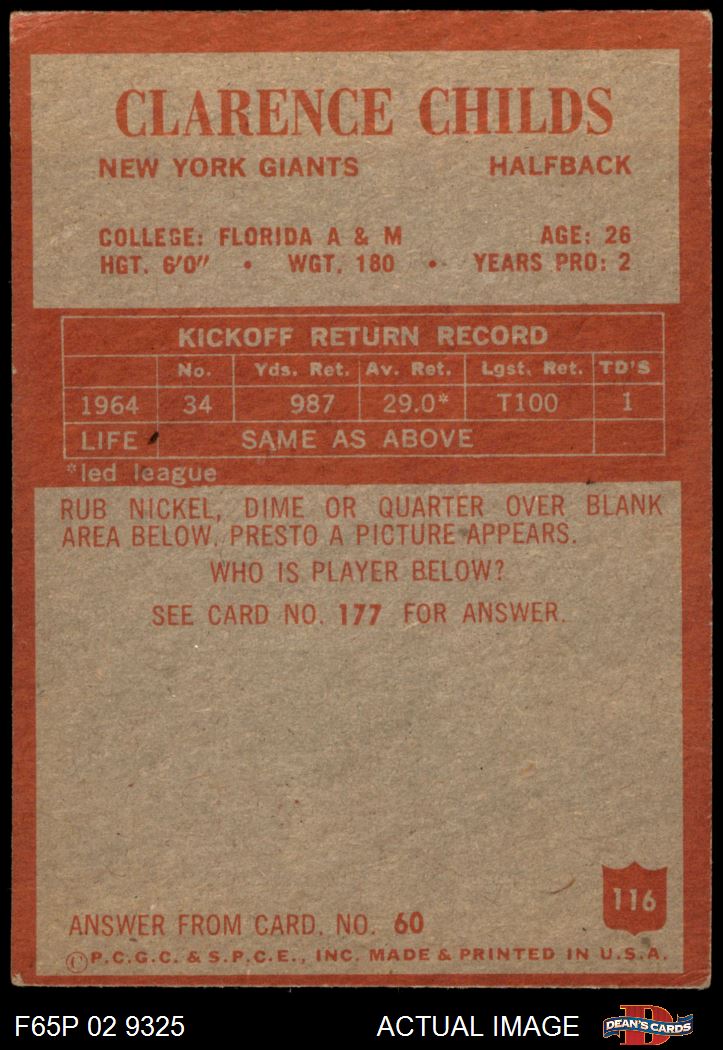 CLARENCE CHILDS
NEW YORK GIANTS HALFBACK
COLLEGE: FLORIDA A & M AGE: 26
HGT. 6'0" • WGT. 180 • YEARS PRO: 2
KICKOFF RETURN RECORD
No. Yds. Ret. Av. Ret. Lgst. Ret. TD'S
1964 34 987 29.0* T100 1
LIFE SAME AS ABOVE
*led league
RUB NICKEL, DIME OR QUARTER OVER BLANK
AREA BELOW. PRESTO A PICTURE APPEARS.
WHO IS PLAYER BELOW?
SEE CARD NO. 177 FOR ANSWER.
116
ANSWER FROM CARD. NO. 60
©P.C.G.C. & S.P.C.E., INC. MADE & PRINTED IN U.S.A.
F65P 02 9325 ACTUAL IMAGE DEAN'S CARDS